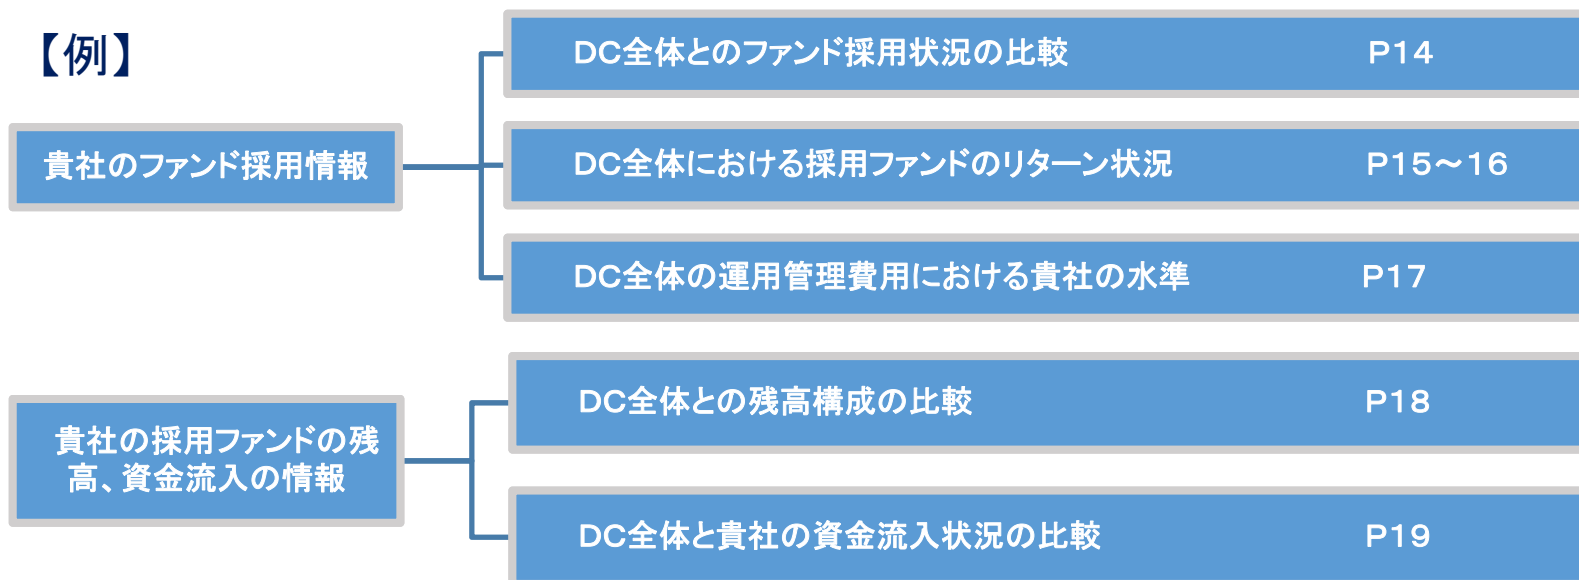 【例】
DC全体とのファンド採用状況の比較 P14
貴社のファンド採用情報
DC全体における採用ファンドのリターン状況 P15～16
DC全体の運用管理費用における貴社の水準 P17
DC全体との残高構成の比較 P18
貴社の採用ファンドの残
高、資金流入の情報
DC全体と貴社の資金流入状況の比較 P19